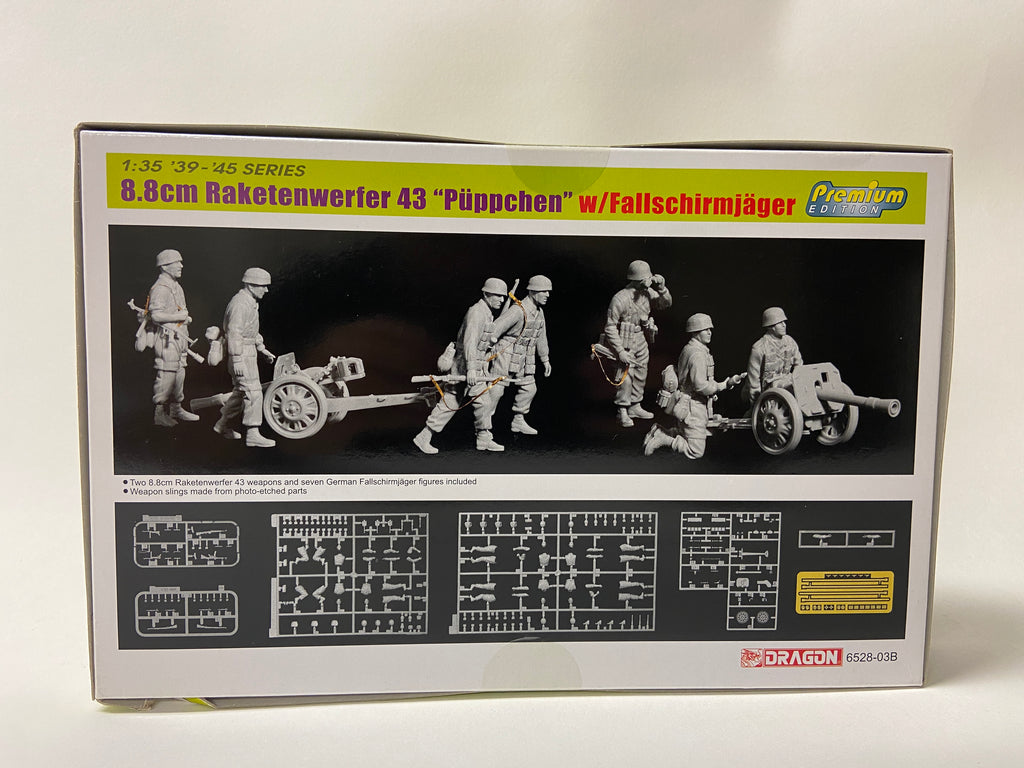 1:35 '39-'45 SERIES
8.8cm Raketenwerfer 43 "Püppchen" w/Fallschirmjäger
Premium
EDITION
• Two 8.8cm Raketenwerfer 43 weapons and seven German Fallschirmjäger figures included
• Weapon slings made from photo-etched parts
DRAGON 6528-03B